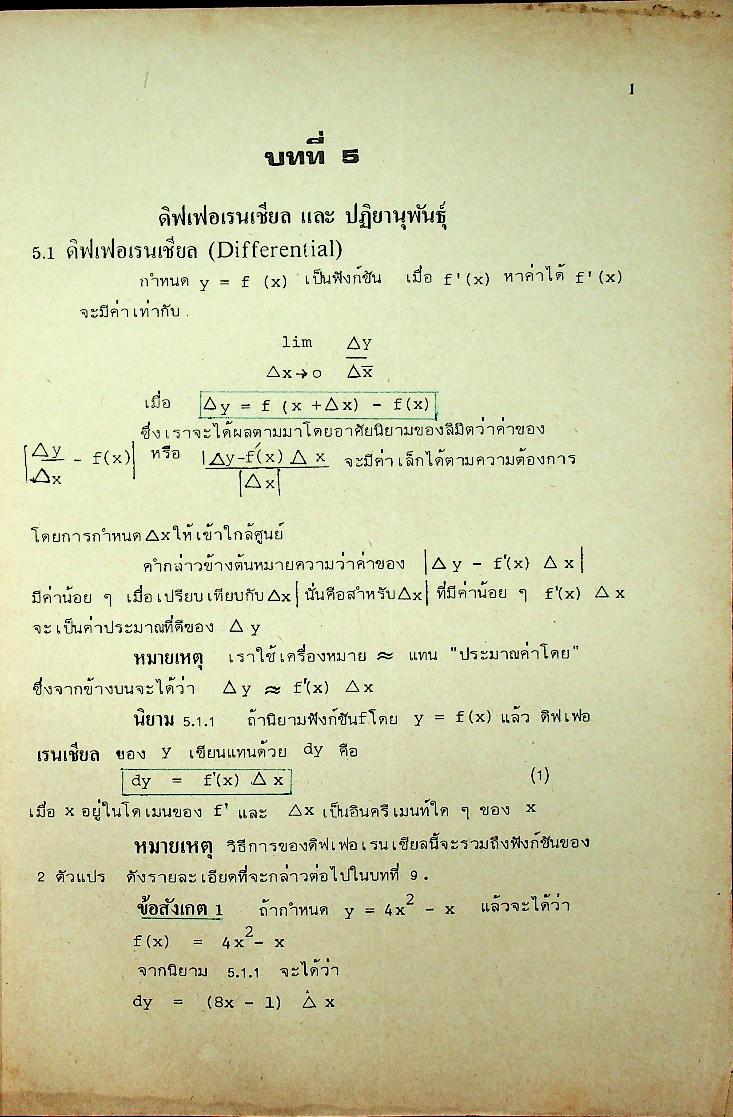 1
บทที่ 5
ดิฟเฟอเรนเชียล และ ปฏิยานุพันธุ์
5.1 ดิฟเฟอเรนเชียล (Differential)
กำหนด y = f (x) เป็นฟังก์ชัน เมื่อ f'(x) หาค่าได้ f'(x)
จะมีค่าเท่ากับ
lim Δy
Δx→o Δx
เมื่อ Δy = f (x +Δx) - f(x)
ซึ่งเราจะได้ผลตามมาโดยอาศัยนิยามของลิมิตว่าค่าของ
|Δy/Δx - f(x)| หรือ |Δy-f'(x) Δ x/|Δx| จะมีค่าเล็กได้ตามความต้องการ
โดยการกำหนด Δx ให้เข้าใกล้ศูนย์
คำกล่าวข้างต้นหมายความว่าค่าของ |Δ y - f'(x) Δ x|
มีค่าน้อย ๆ เมื่อเปรียบเทียบกับ Δx| นั่นคือสำหรับ Δx| ที่มีค่าน้อย ๆ f'(x) Δ x
จะเป็นค่าประมาณที่ดีของ Δ y
หมายเหตุ เราใช้เครื่องหมาย ≈ แทน "ประมาณค่าโดย"
ซึ่งจากข้างบนจะได้ว่า Δ y ≈ f'(x) Δx
นิยาม 5.1.1 ถ้านิยามฟังก์ชันfโดย y = f(x) แล้ว ดิฟเฟอ
เรนเชียล ของ y เขียนแทนด้วย dy คือ
dy = f'(x) Δ x (1)
เมื่อ x อยู่ในโดเมนของ f' และ Δx เป็นอินครีเมนท์ใด ๆ ของ x
หมายเหตุ วิธีการของดิฟเฟอเรนเชียลนี้จะรวมถึงฟังก์ชันของ
2 ตัวแปร ดังรายละเอียดที่จะกล่าวต่อไปในบทที่ 9.
ข้อสังเกต 1 ถ้ากำหนด y = 4x² - x แล้วจะได้ว่า
f(x) = 4x²- x
จากนิยาม 5.1.1 จะได้ว่า
dy = (8x - 1) Δ x